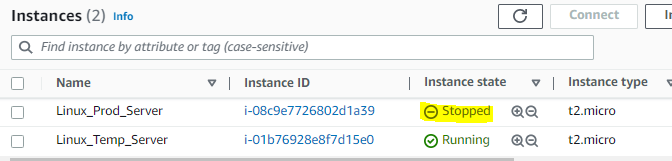 Instances (2) Info
Connect
Find instance by attribute or tag (case-sensitive)
Name Instance ID Instance state Instance type
Linux_Prod_Server i-08c9e7726802d1a39 Stopped t2.micro
Linux_Temp_Server i-01b76928e8f7d15e0 Running t2.micro